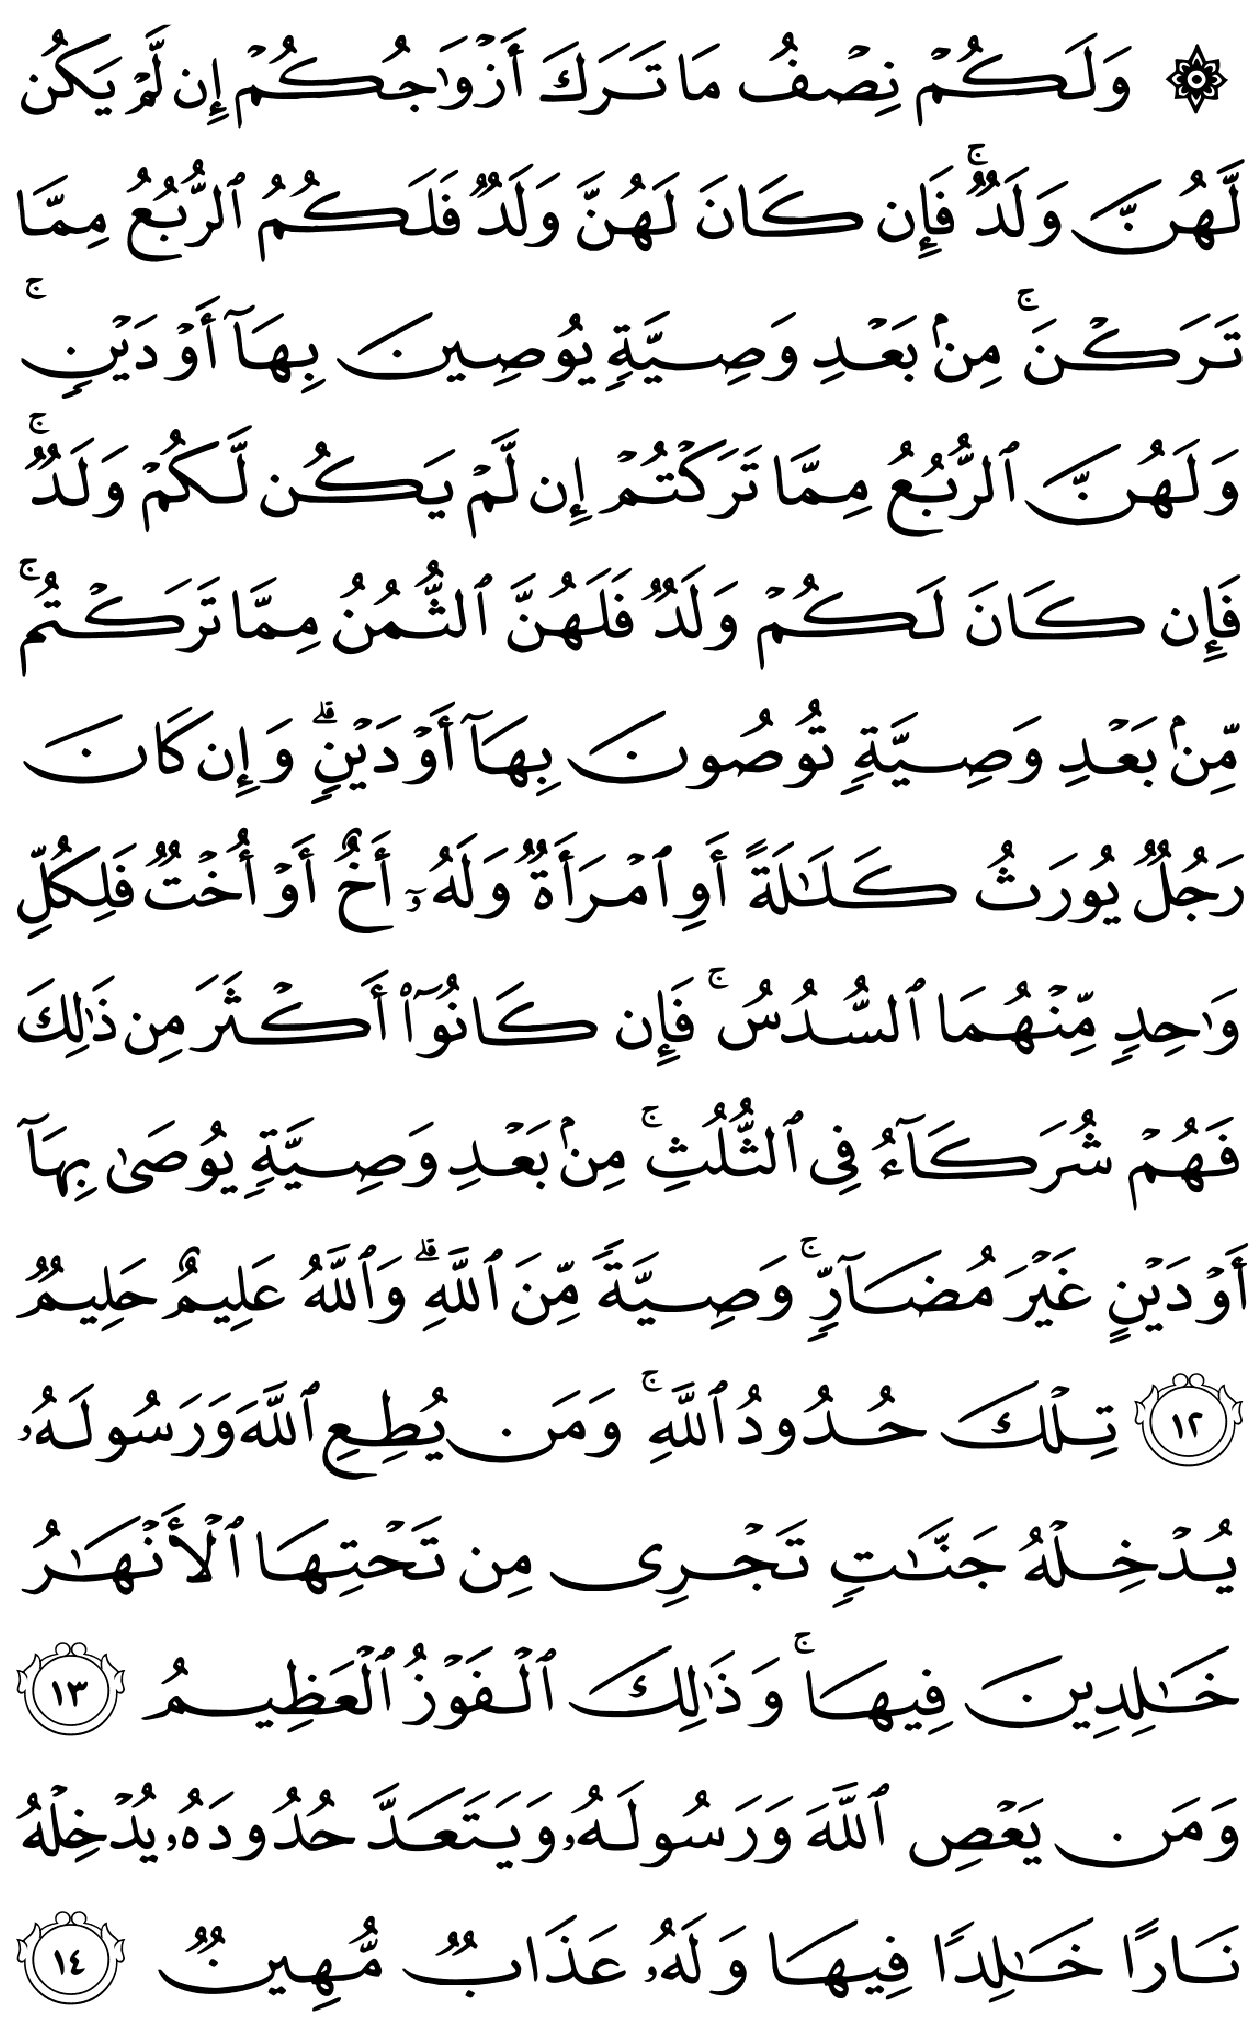 ۞ وَلَكُمْ نِصْفُ مَا تَرَكَ أَزْوَٰجُكُمْ إِن لَّمْ يَكُن
لَّهُنَّ وَلَدٌۭ ۚ فَإِن كَانَ لَهُنَّ وَلَدٌۭ فَلَكُمُ ٱلرُّبُعُ مِمَّا
تَرَكْنَ ۚ مِنۢ بَعْدِ وَصِيَّةٍۢ يُوصِينَ بِهَآ أَوْ دَيْنٍۢ ۚ
وَلَهُنَّ ٱلرُّبُعُ مِمَّا تَرَكْتُمْ إِن لَّمْ يَكُن لَّكُمْ وَلَدٌۭ ۚ
فَإِن كَانَ لَكُمْ وَلَدٌۭ فَلَهُنَّ ٱلثُّمُنُ مِمَّا تَرَكْتُم ۚ
مِّنۢ بَعْدِ وَصِيَّةٍۢ تُوصُونَ بِهَآ أَوْ دَيْنٍۢ ۗ وَإِن كَانَ
رَجُلٌۭ يُورَثُ كَلَـٰلَةً أَوِ ٱمْرَأَةٌۭ وَلَهُۥٓ أَخٌ أَوْ أُخْتٌۭ فَلِكُلِّ
وَٰحِدٍۢ مِّنْهُمَا ٱلسُّدُسُ ۚ فَإِن كَانُوٓا۟ أَكْثَرَ مِن ذَٰلِكَ
فَهُمْ شُرَكَآءُ فِى ٱلثُّلُثِ ۚ مِنۢ بَعْدِ وَصِيَّةٍۢ يُوصَىٰ بِهَآ
أَوْ دَيْنٍ غَيْرَ مُضَآرٍّۢ ۚ وَصِيَّةًۭ مِّنَ ٱللَّهِ ۗ وَٱللَّهُ عَلِيمٌ حَلِيمٌۭ
١٢ تِلْكَ حُدُودُ ٱللَّهِ ۚ وَمَن يُطِعِ ٱللَّهَ وَرَسُولَهُۥ
يُدْخِلْهُ جَنَّـٰتٍۢ تَجْرِى مِن تَحْتِهَا ٱلْأَنْهَـٰرُ
خَـٰلِدِينَ فِيهَا ۚ وَذَٰلِكَ ٱلْفَوْزُ ٱلْعَظِيمُ ١٣
وَمَن يَعْصِ ٱللَّهَ وَرَسُولَهُۥ وَيَتَعَدَّ حُدُودَهُۥ يُدْخِلْهُ
نَارًا خَـٰلِدًۭا فِيهَا وَلَهُۥ عَذَابٌۭ مُّهِينٌۭ ١٤